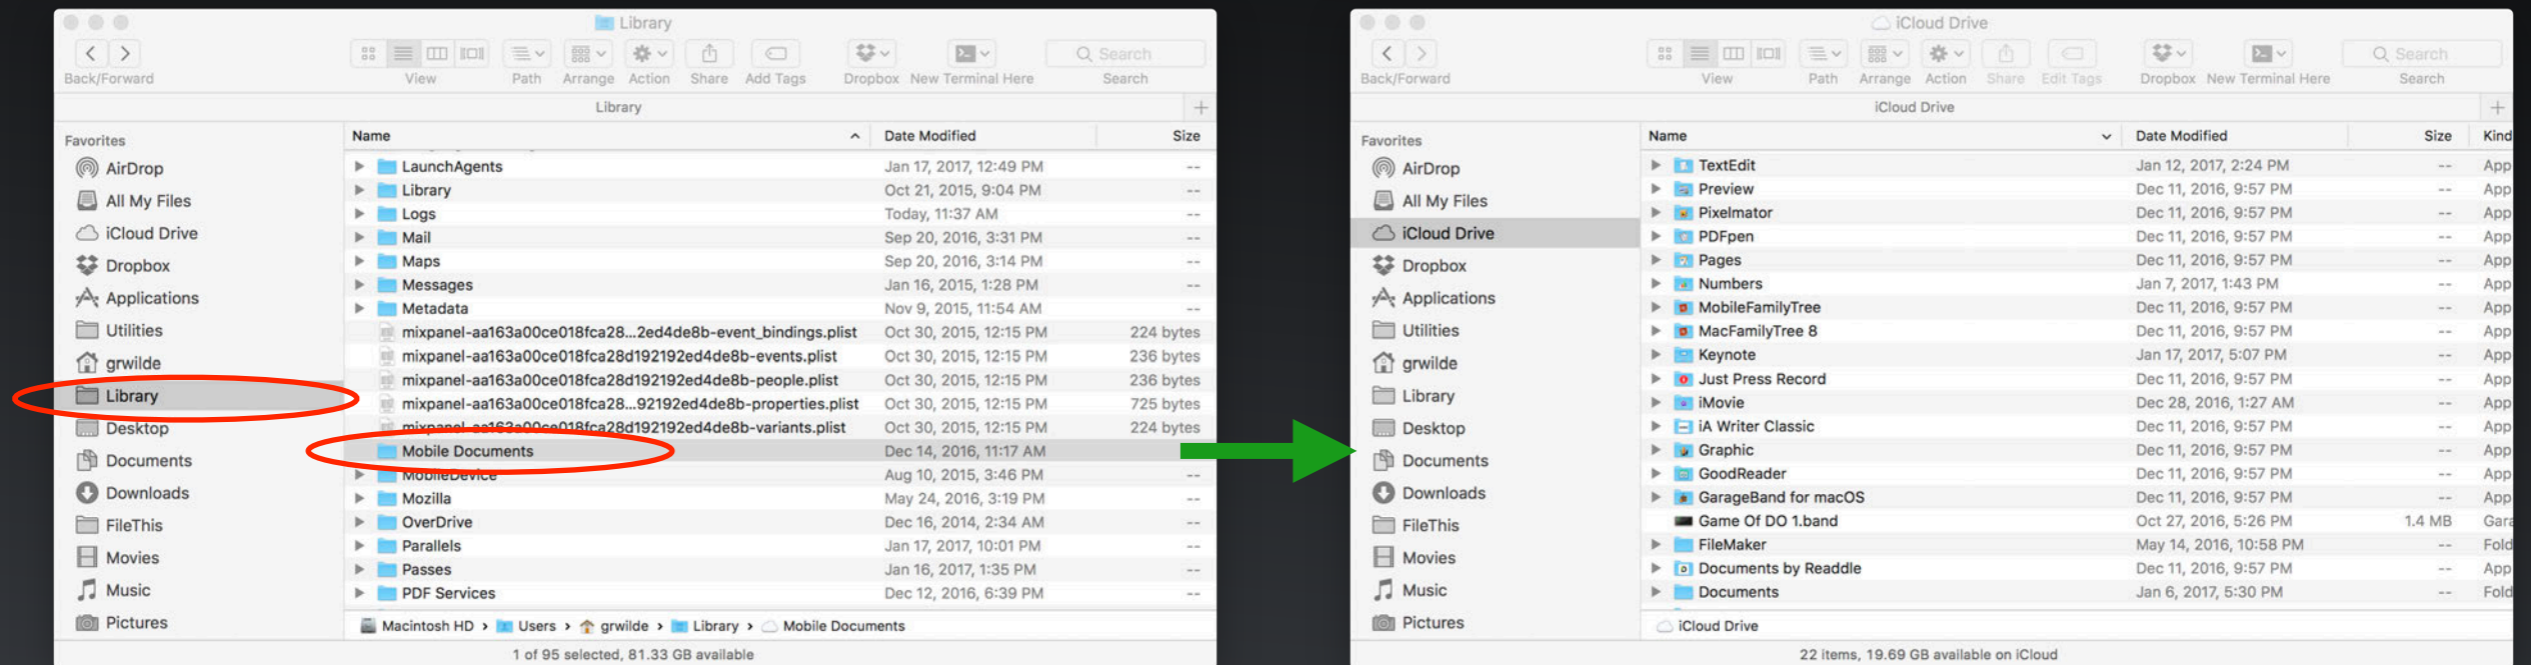 Library
Back/Forward View Path Arrange Action Share Add Tags Dropbox New Terminal Here Search
Search
Library
Favorites
AirDrop
All My Files
iCloud Drive
Dropbox
Applications
Utilities
grwilde
Library
Desktop
Documents
Downloads
FileThis
Movies
Music
Pictures
Name Date Modified Size
LaunchAgents Jan 17, 2017, 12:49 PM --
Library Oct 21, 2015, 9:04 PM --
Logs Today, 11:37 AM --
Mail Sep 20, 2016, 3:31 PM --
Maps Sep 20, 2016, 3:14 PM --
Messages Jan 16, 2015, 1:28 PM --
Metadata Nov 9, 2015, 11:54 AM --
mixpanel-aa163a00ce018fca28...2ed4de8b-event_bindings.plist Oct 30, 2015, 12:15 PM 224 bytes
mixpanel-aa163a00ce018fca28d192192ed4de8b-events.plist Oct 30, 2015, 12:15 PM 236 bytes
mixpanel-aa163a00ce018fca28d192192ed4de8b-people.plist Oct 30, 2015, 12:15 PM 236 bytes
mixpanel-aa163a00ce018fca28...92192ed4de8b-properties.plist Oct 30, 2015, 12:15 PM 725 bytes
mixpanel-aa163a00ce018fca28d192192ed4de8b-variants.plist Oct 30, 2015, 12:15 PM 224 bytes
Mobile Documents Dec 14, 2016, 11:17 AM
MobileDevice Aug 10, 2015, 3:46 PM --
Mozilla May 24, 2016, 3:19 PM --
OverDrive Dec 16, 2014, 2:34 AM --
Parallels Jan 17, 2017, 10:01 PM --
Passes Jan 16, 2017, 1:35 PM --
PDF Services Dec 12, 2016, 6:39 PM --
Macintosh HD › Users › grwilde › Library › Mobile Documents
1 of 95 selected, 81.33 GB available
iCloud Drive
Back/Forward View Path Arrange Action Share Edit Tags Dropbox New Terminal Here Search
Search
iCloud Drive
Favorites
AirDrop
All My Files
iCloud Drive
Dropbox
Applications
Utilities
grwilde
Library
Desktop
Documents
Downloads
FileThis
Movies
Music
Pictures
Name Date Modified Size Kind
TextEdit Jan 12, 2017, 2:24 PM -- App
Preview Dec 11, 2016, 9:57 PM -- App
Pixelmator Dec 11, 2016, 9:57 PM -- App
PDFpen Dec 11, 2016, 9:57 PM -- App
Pages Dec 11, 2016, 9:57 PM -- App
Numbers Jan 7, 2017, 1:43 PM -- App
MobileFamilyTree Dec 11, 2016, 9:57 PM -- App
MacFamilyTree 8 Dec 11, 2016, 9:57 PM -- App
Keynote Jan 17, 2017, 5:07 PM -- App
Just Press Record Dec 11, 2016, 9:57 PM -- App
iMovie Dec 28, 2016, 1:27 AM -- App
iA Writer Classic Dec 11, 2016, 9:57 PM -- App
Graphic Dec 11, 2016, 9:57 PM -- App
GoodReader Dec 11, 2016, 9:57 PM -- App
GarageBand for macOS Dec 11, 2016, 9:57 PM -- App
Game Of DO 1.band Oct 27, 2016, 5:26 PM 1.4 MB Gara
FileMaker May 14, 2016, 10:58 PM -- Fold
Documents by Readdle Dec 11, 2016, 9:57 PM -- App
Documents Jan 6, 2017, 5:30 PM -- Fold
iCloud Drive
22 items, 19.69 GB available on iCloud